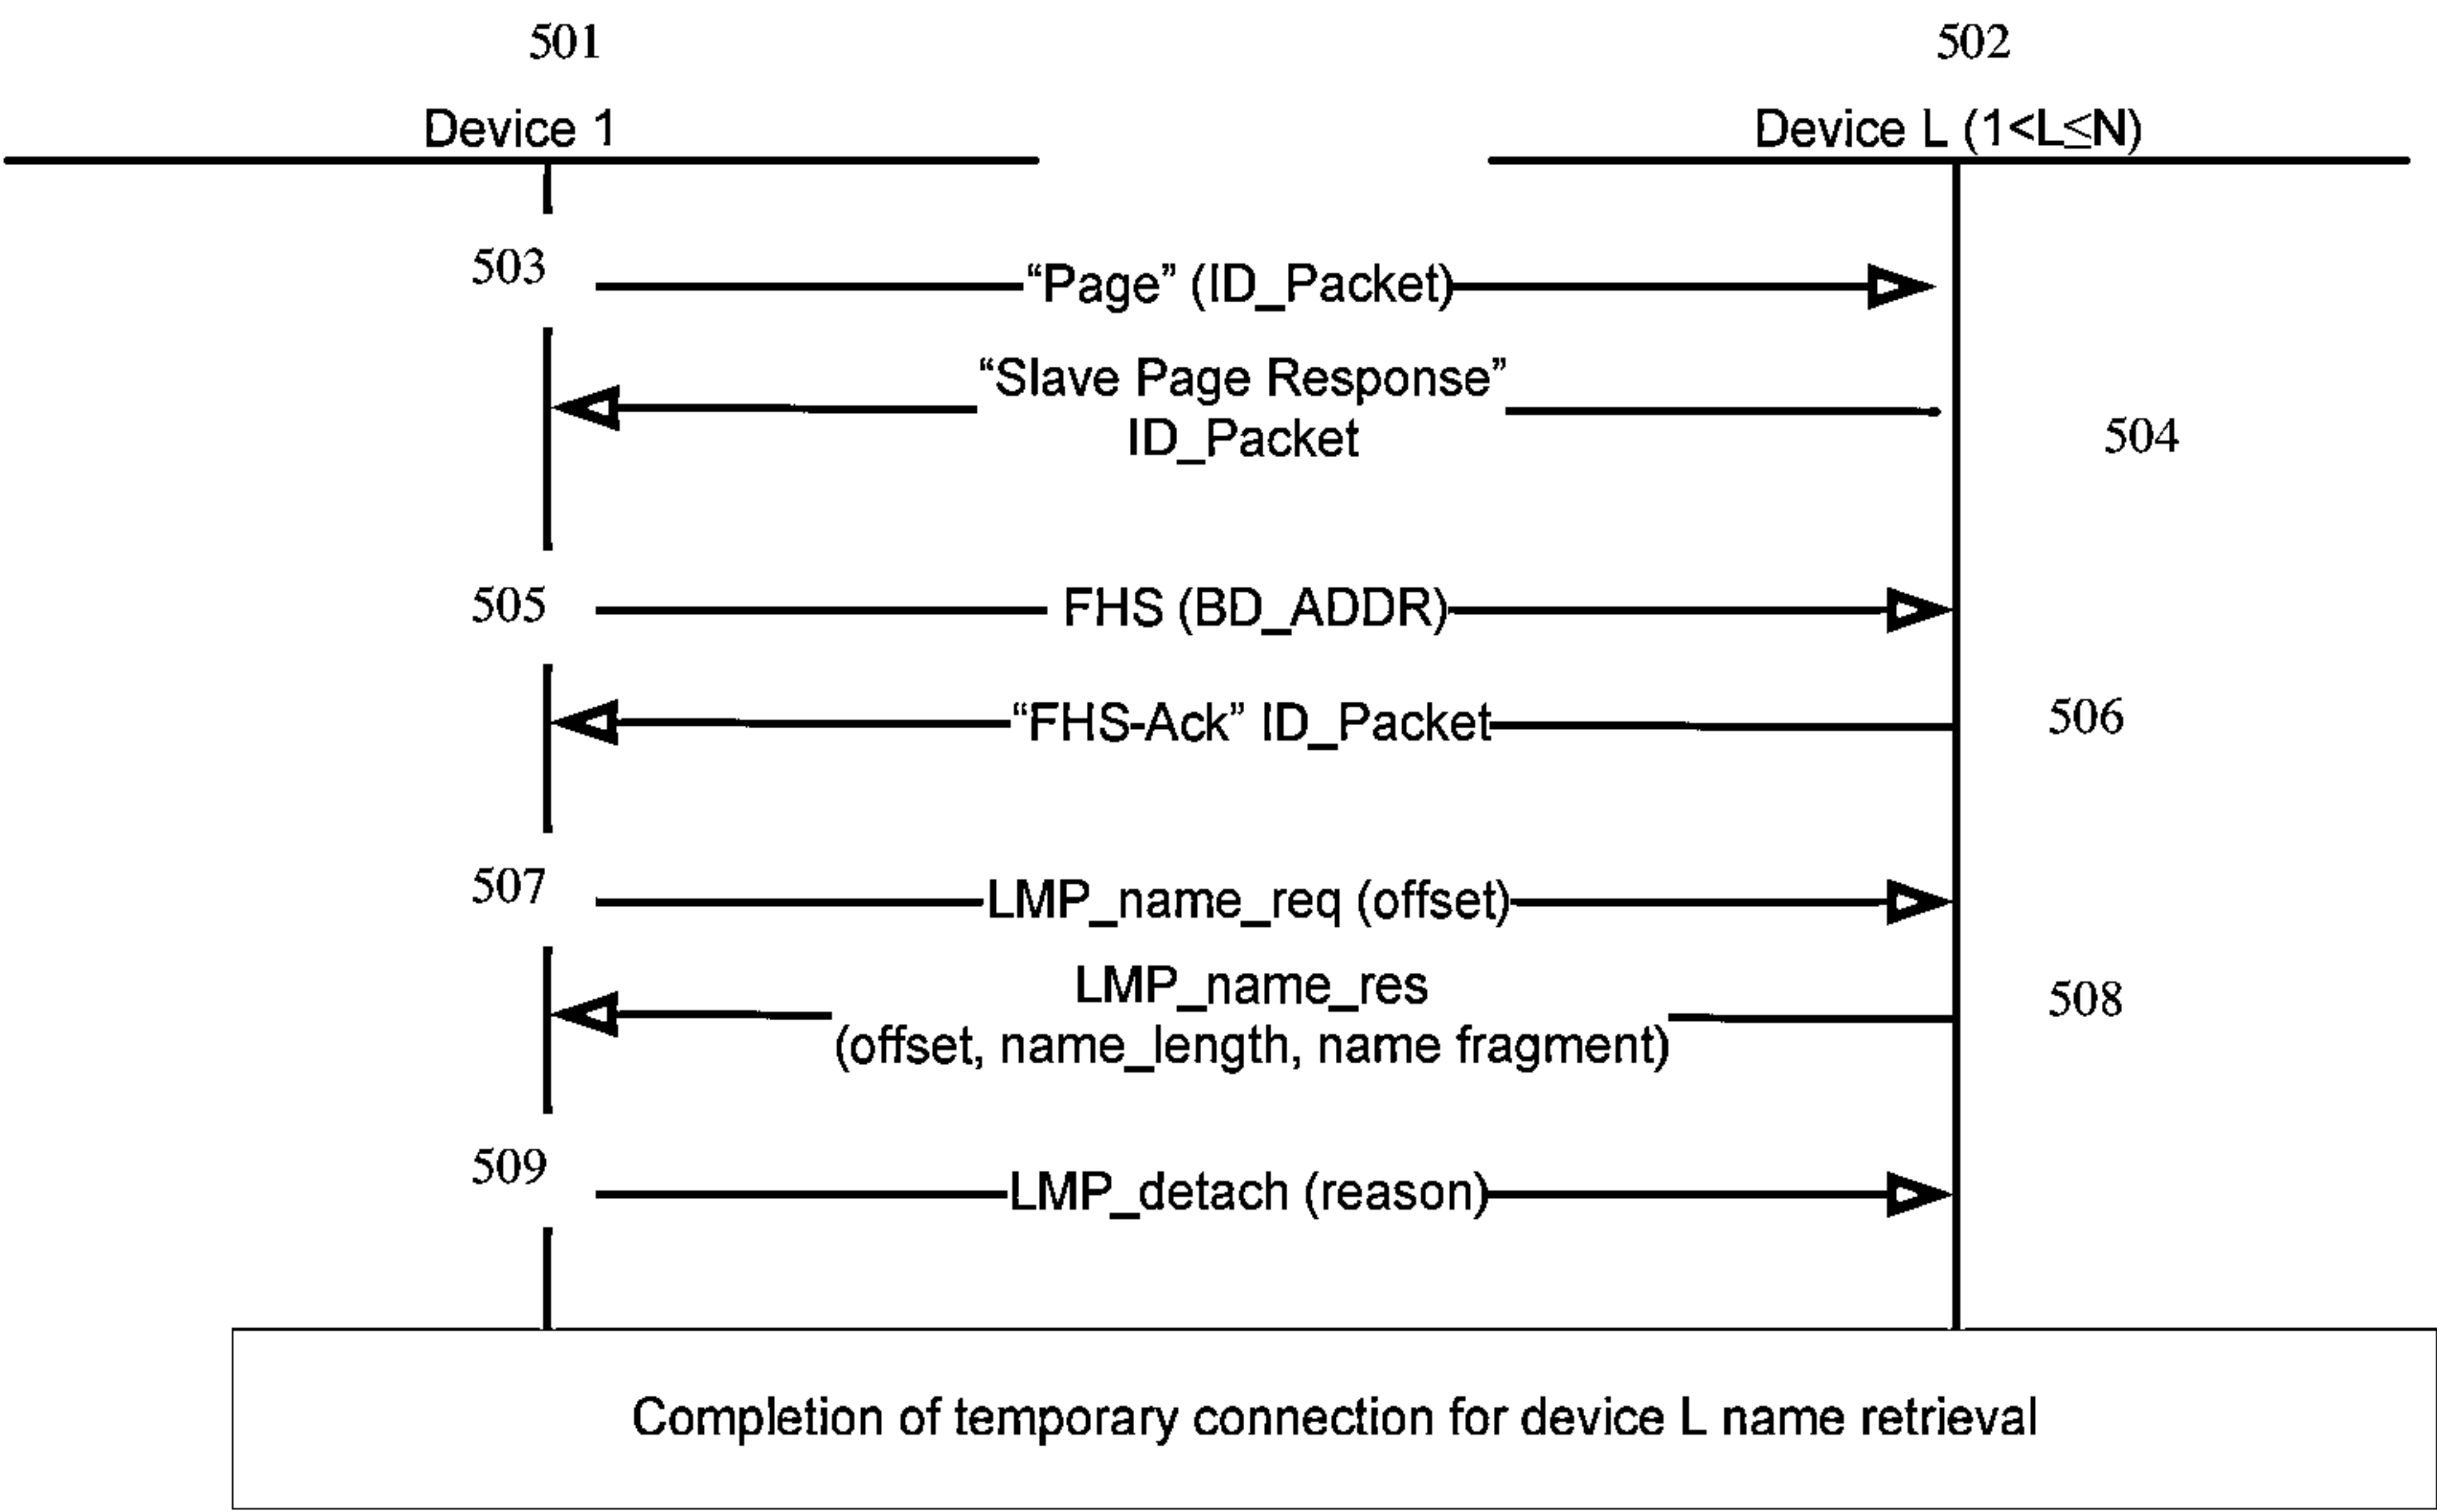 501
502
Device 1
Device L (1<L≤N)
503
“Page” (ID_Packet)
“Slave Page Response”
ID_Packet
504
505
FHS (BD_ADDR)
“FHS-Ack” ID_Packet
506
507
LMP_name_req (offset)
LMP_name_res
(offset, name_length, name fragment)
508
509
LMP_detach (reason)
Completion of temporary connection for device L name retrieval